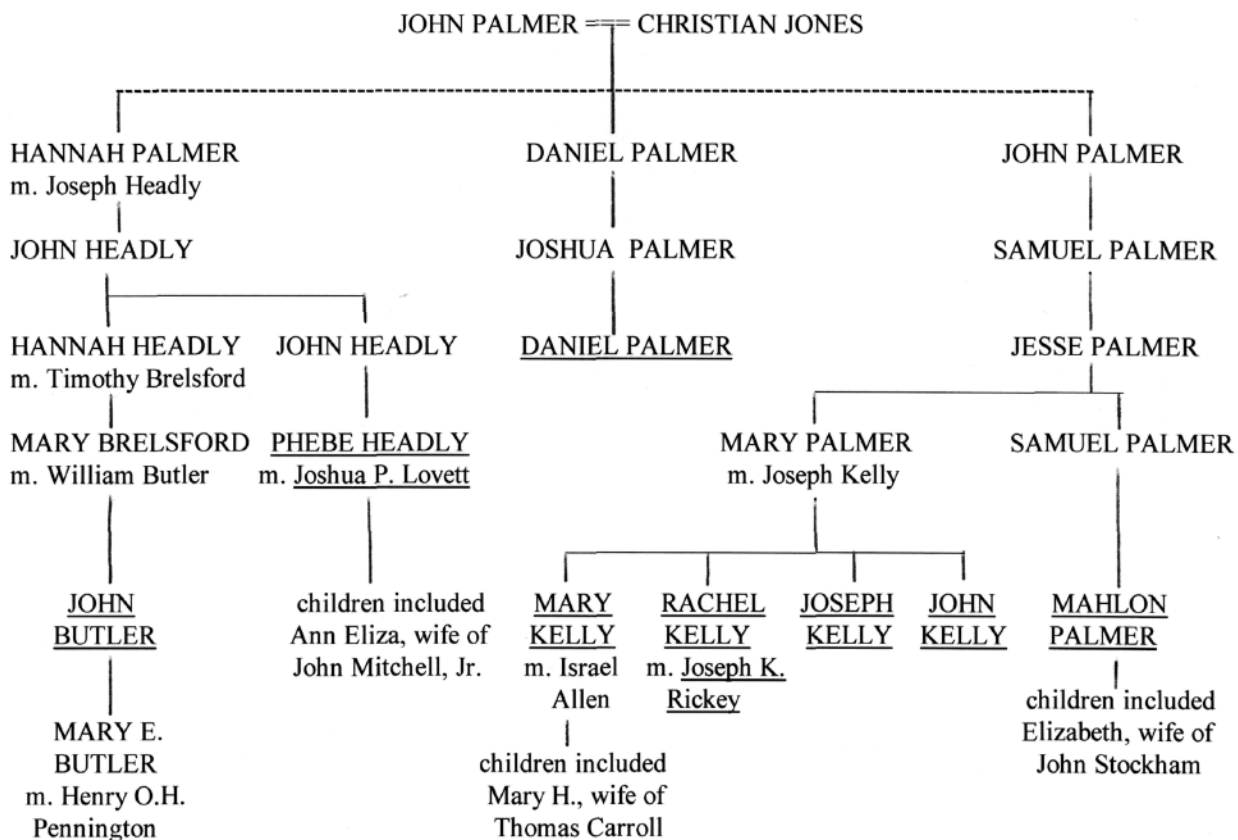 JOHN PALMER === CHRISTIAN JONES
HANNAH PALMER
m. Joseph Headly
DANIEL PALMER
JOHN PALMER
JOHN HEADLY
JOSHUA PALMER
SAMUEL PALMER
HANNAH HEADLY
m. Timothy Brelsford
JOHN HEADLY
DANIEL PALMER
JESSE PALMER
MARY BRELSFORD
m. William Butler
PHEBE HEADLY
m. Joshua P. Lovett
MARY PALMER
m. Joseph Kelly
SAMUEL PALMER
JOHN
BUTLER
children included
Ann Eliza, wife of
John Mitchell, Jr.
MARY
KELLY
m. Israel
Allen
RACHEL
KELLY
m. Joseph K.
Rickey
JOSEPH
KELLY
JOHN
KELLY
MAHLON
PALMER
children included
Elizabeth, wife of
John Stockham
MARY E.
BUTLER
m. Henry O.H.
Pennington
children included
Mary H., wife of
Thomas Carroll